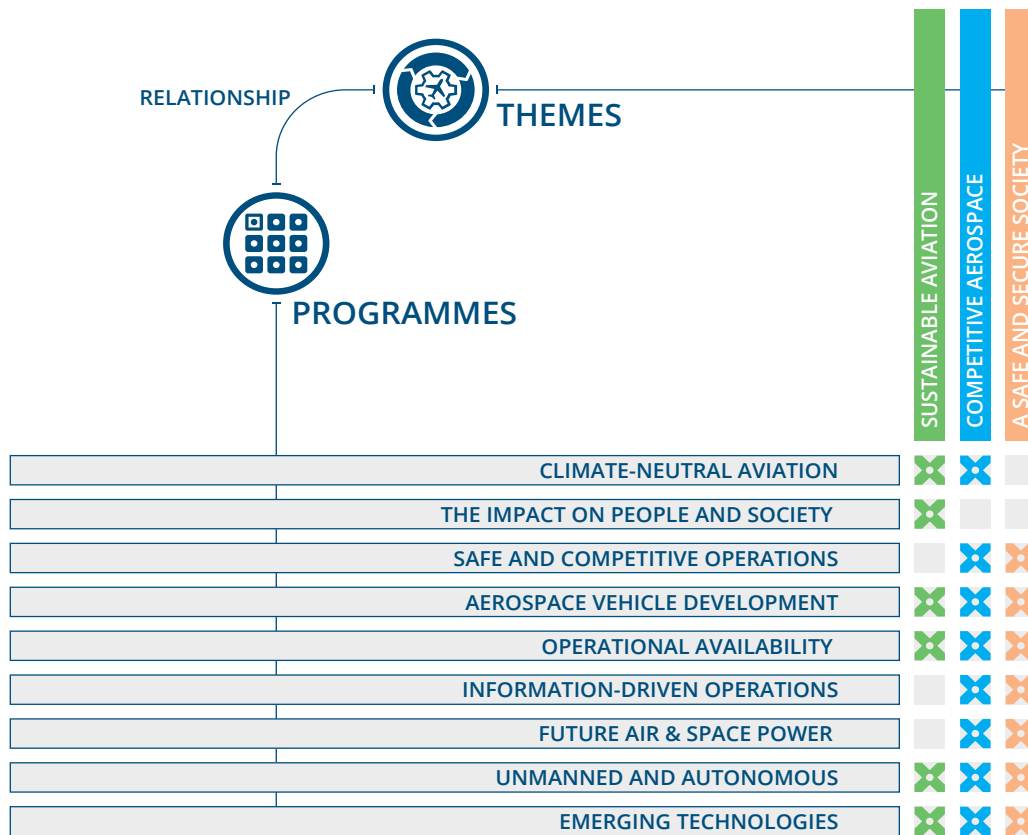 RELATIONSHIP
THEMES
PROGRAMMES
SUSTAINABLE AVIATION
COMPETITIVE AEROSPACE
A SAFE AND SECURE SOCIETY
CLIMATE-NEUTRAL AVIATION
THE IMPACT ON PEOPLE AND SOCIETY
SAFE AND COMPETITIVE OPERATIONS
AEROSPACE VEHICLE DEVELOPMENT
OPERATIONAL AVAILABILITY
INFORMATION-DRIVEN OPERATIONS
FUTURE AIR & SPACE POWER
UNMANNED AND AUTONOMOUS
EMERGING TECHNOLOGIES